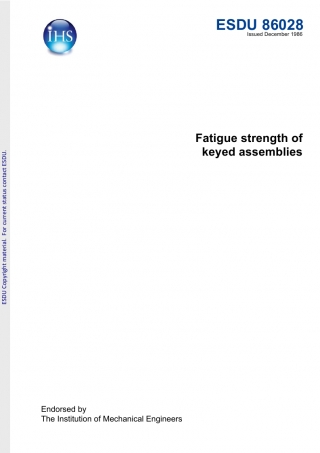 IHS
ESDU 86028
Issued December 1986
Fatigue strength of
keyed assemblies
ESDU Copyright material. For current status contact ESDU.
Endorsed by
The Institution of Mechanical Engineers